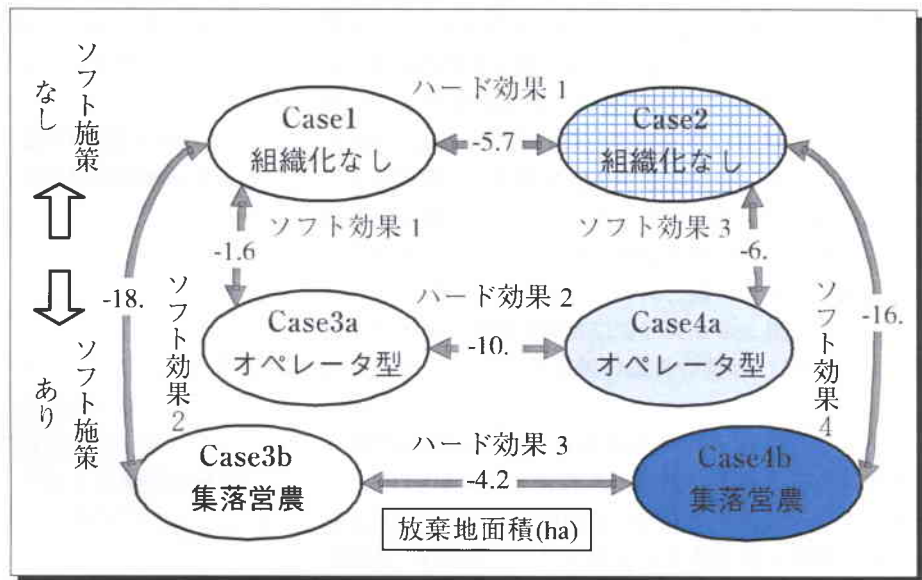 ソフト施策
なし
ソフト施策
あり
ハード効果 1
Case1
組織化なし
-5.7
Case2
組織化なし
ソフト効果 1
-1.6
ソフト効果 3
-6.
-18.
ソフト効果 2
ハード効果 2
Case3a
オペレータ型
-10.
Case4a
オペレータ型
-16.
ソフト効果 4
ハード効果 3
Case3b
集落営農
-4.2
Case4b
集落営農
放棄地面積(ha)